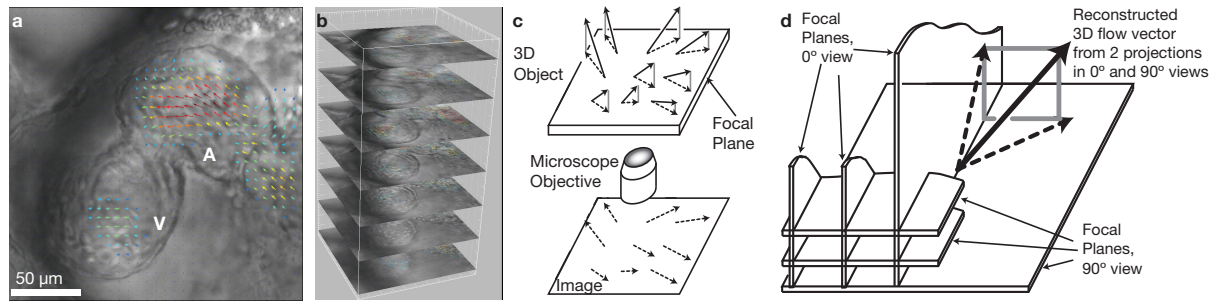 a
A
V
50 µm
b
c
3D
Object
Focal
Plane
Microscope
Objective
Image
d
Focal
Planes,
0º view
Reconstructed
3D flow vector
from 2 projections
in 0º and 90º views
Focal
Planes,
90º view